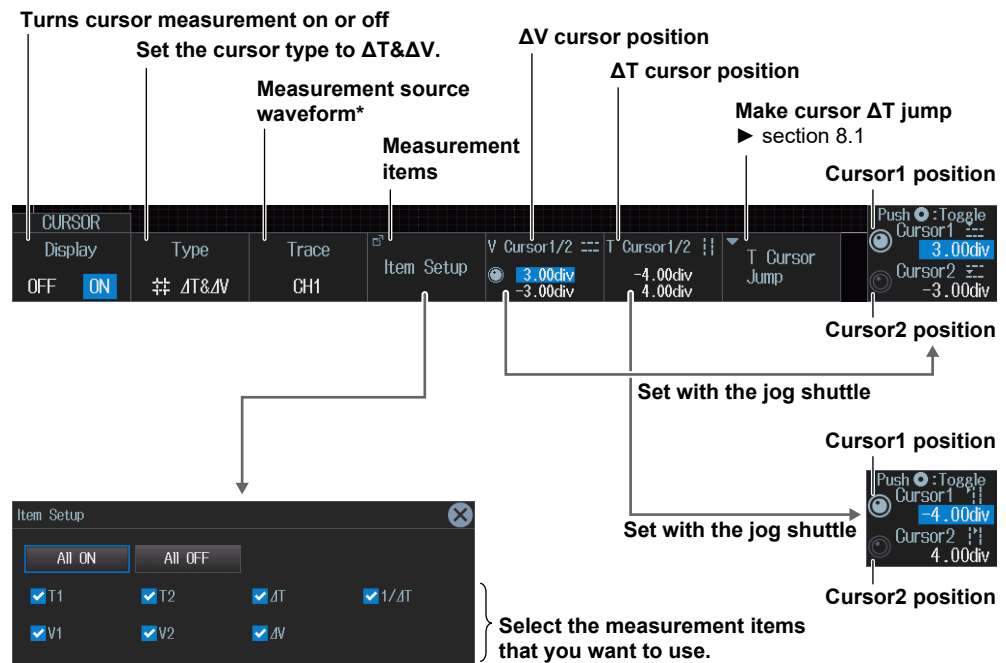 Turns cursor measurement on or off
Set the cursor type to ΔT&ΔV.
Measurement source
waveform*
Measurement
items
ΔV cursor position
ΔT cursor position
Make cursor ΔT jump
► section 8.1
Cursor1 position
CURSOR
Display
OFF ON
Type
ΔT&ΔV
Trace
CH1
Item Setup
V Cursor1/2
3.00div
-3.00div
T Cursor1/2
-4.00div
4.00div
T Cursor
Jump
Push :Toggle
Cursor1
3.00div
Cursor2
-3.00div
Cursor2 position
Set with the jog shuttle
Cursor1 position
Push :Toggle
Cursor1
-4.00div
Cursor2
4.00div
Set with the jog shuttle
Cursor2 position
Item Setup
All ON All OFF
T1 T2 ΔT 1/ΔT
V1 V2 ΔV
Select the measurement items
that you want to use.